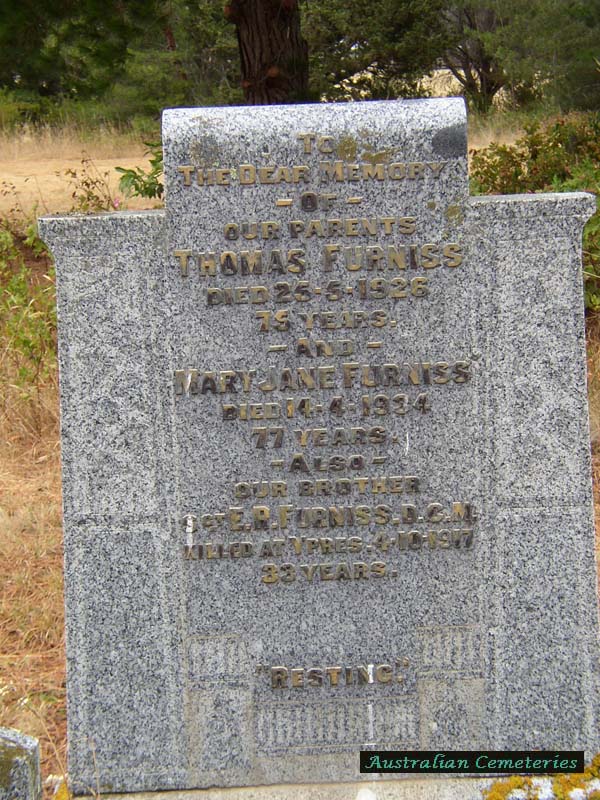 To
The Dear Memory
- Of -
Our Parents
Thomas Furniss
Died 25-5-1926
75 Years.
- And -
Mary Jane Furniss
Died 14-4-1934
77 Years.
- Also -
Our Brother
Sgt E.R. Furniss. D.C.M.
Killed at Ypres. 4-10-1917
33 Years.
"Resting."
Australian Cemeteries